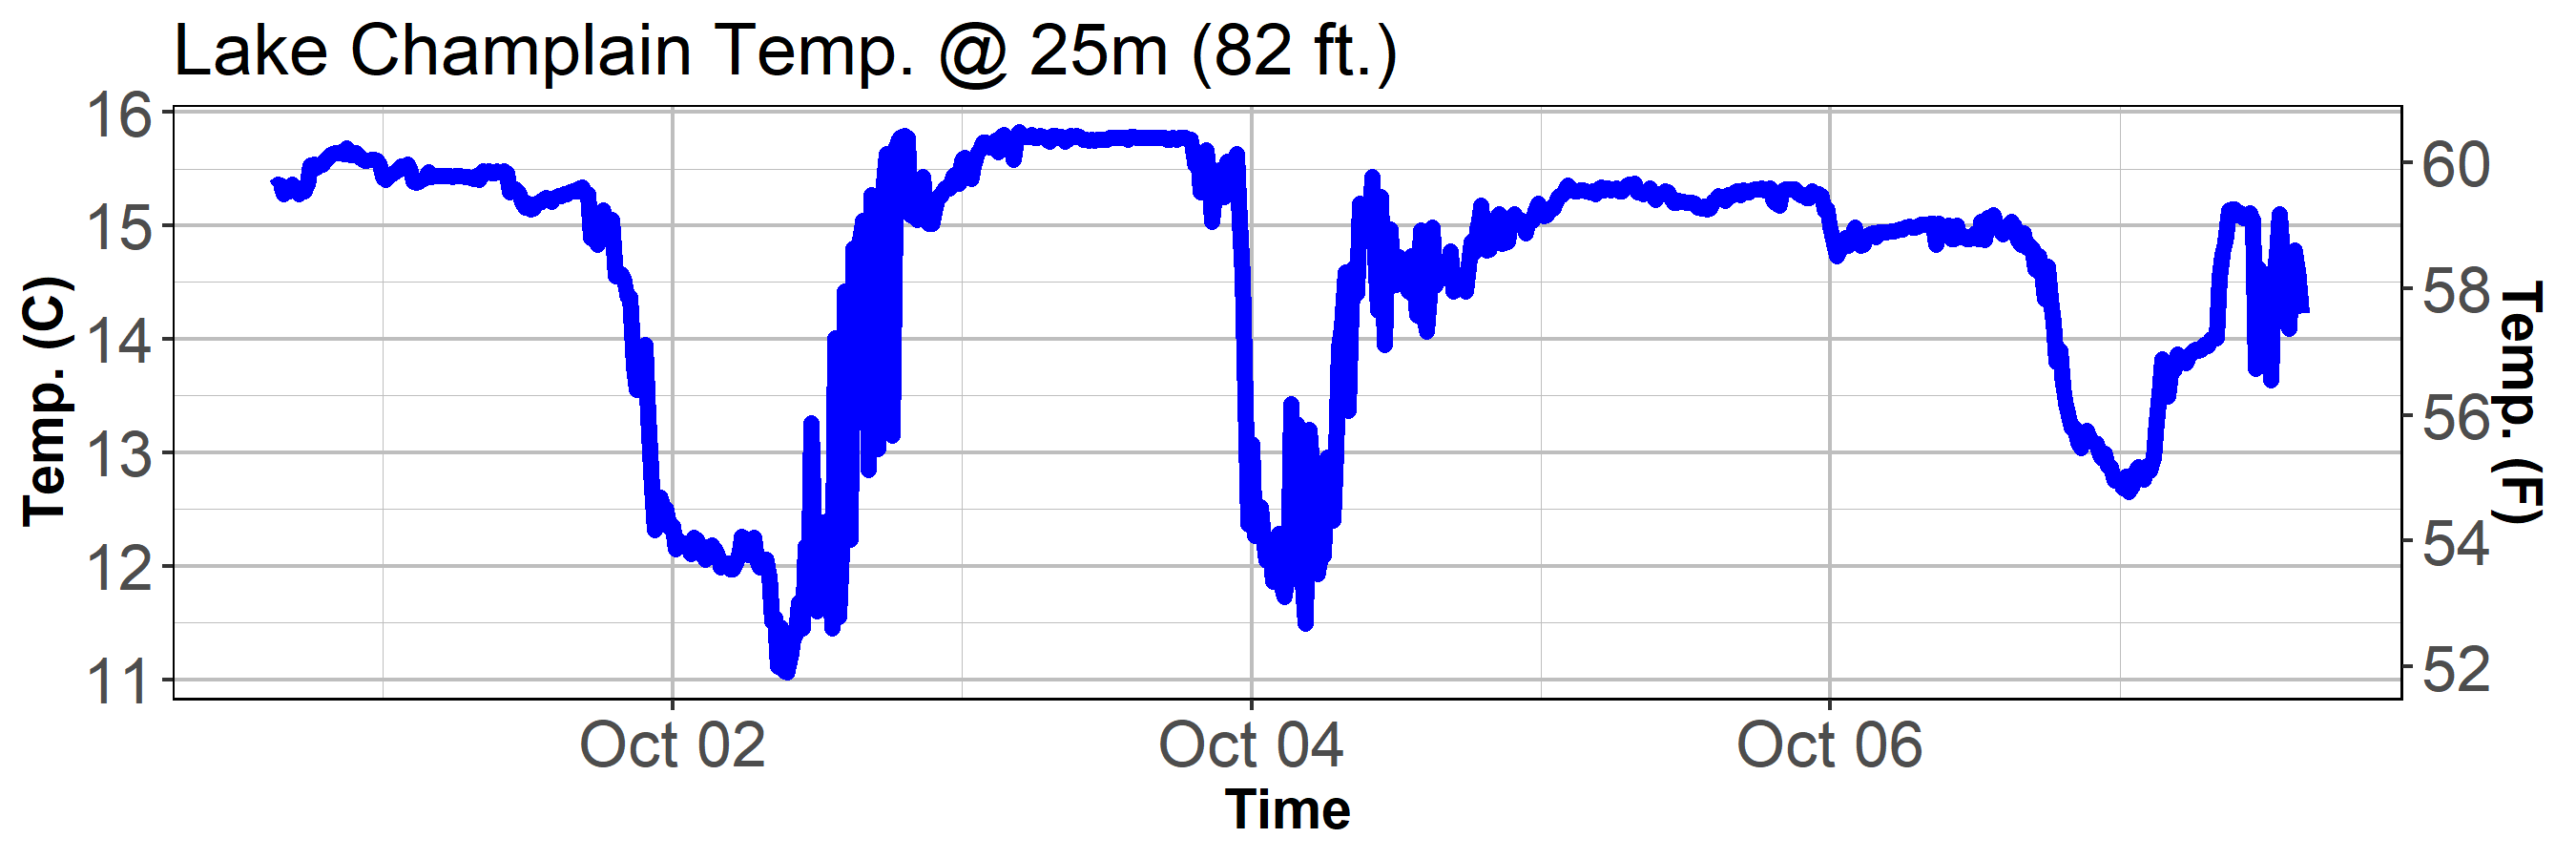 Lake Champlain Temp. @ 25m (82 ft.)
Temp. (C)
16
15
14
13
12
11
60
58
56
54
52
Temp. (F)
Oct 02
Oct 04
Oct 06
Time